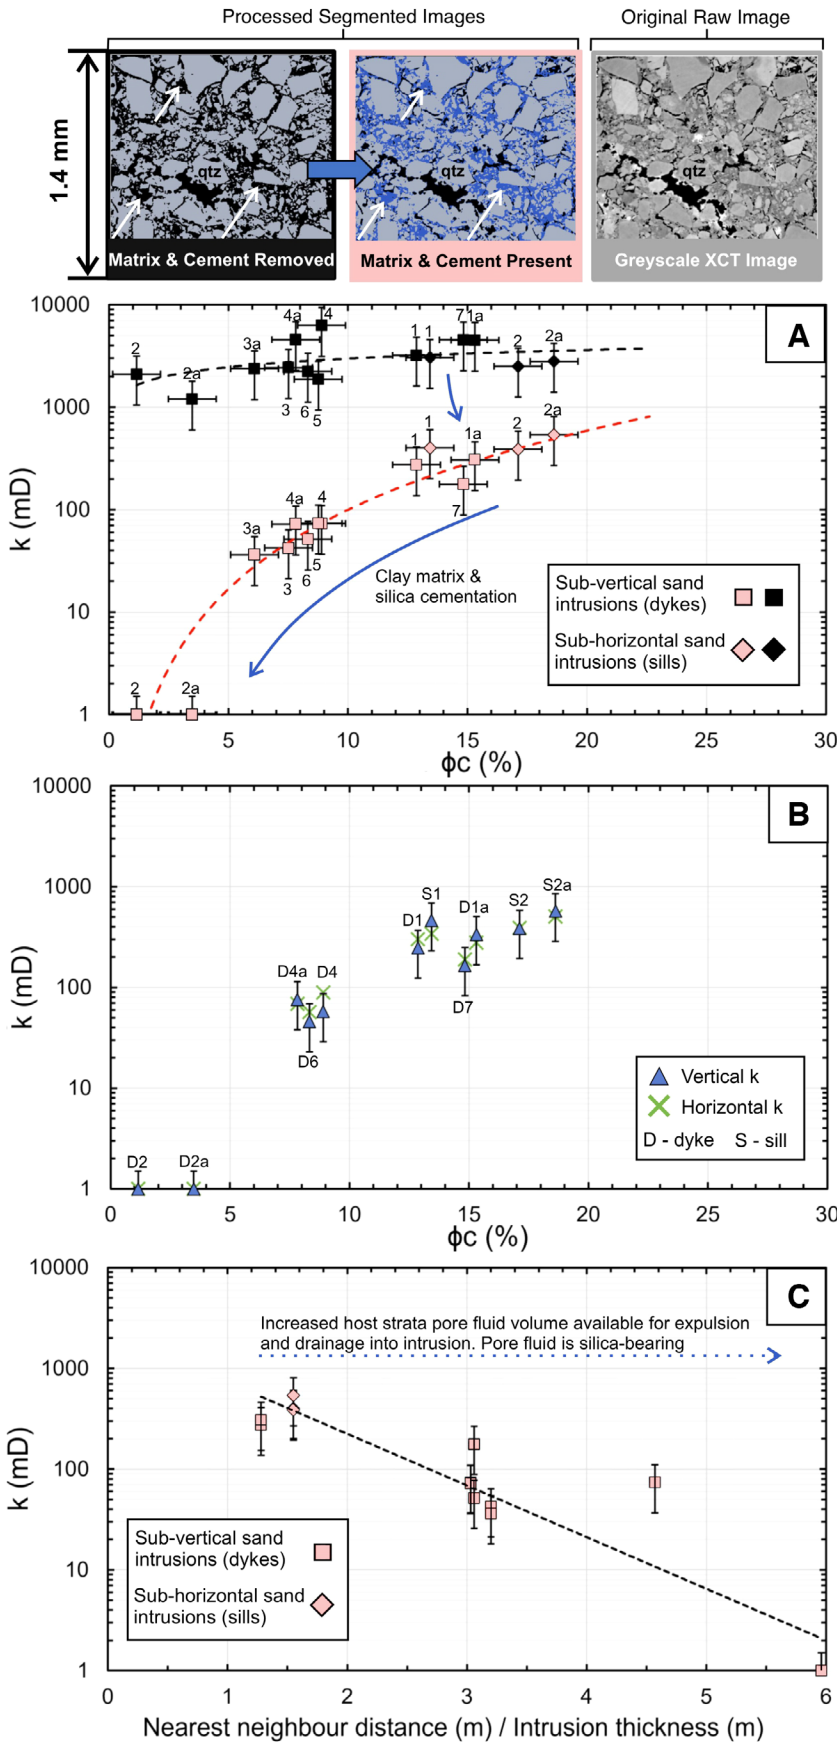 Processed Segmented Images
Original Raw Image
1.4 mm
qtz
qtz
qtz
Matrix & Cement Removed
Matrix & Cement Present
Greyscale XCT Image
A
k (mD)
10000
1000
100
10
1
2
2a
3a
4a
4
3
6
5
1
1
7
1a
2
2a
1
1
1a
7
2
2a
4a
4
3a
3
6
5
2
2a
Clay matrix &
silica cementation
Sub-vertical sand
intrusions (dykes)
Sub-horizontal sand
intrusions (sills)
0
5
10
15
20
25
30
ϕc (%)
B
k (mD)
10000
1000
100
10
1
S1
D1
D1a
S2
S2a
D7
D4a
D4
D6
D2
D2a
Vertical k
Horizontal k
D - dyke S - sill
0
5
10
15
20
25
30
ϕc (%)
C
k (mD)
10000
1000
100
10
1
Increased host strata pore fluid volume available for expulsion
and drainage into intrusion. Pore fluid is silica-bearing
Sub-vertical sand
intrusions (dykes)
Sub-horizontal sand
intrusions (sills)
0
1
2
3
4
5
6
Nearest neighbour distance (m) / Intrusion thickness (m)